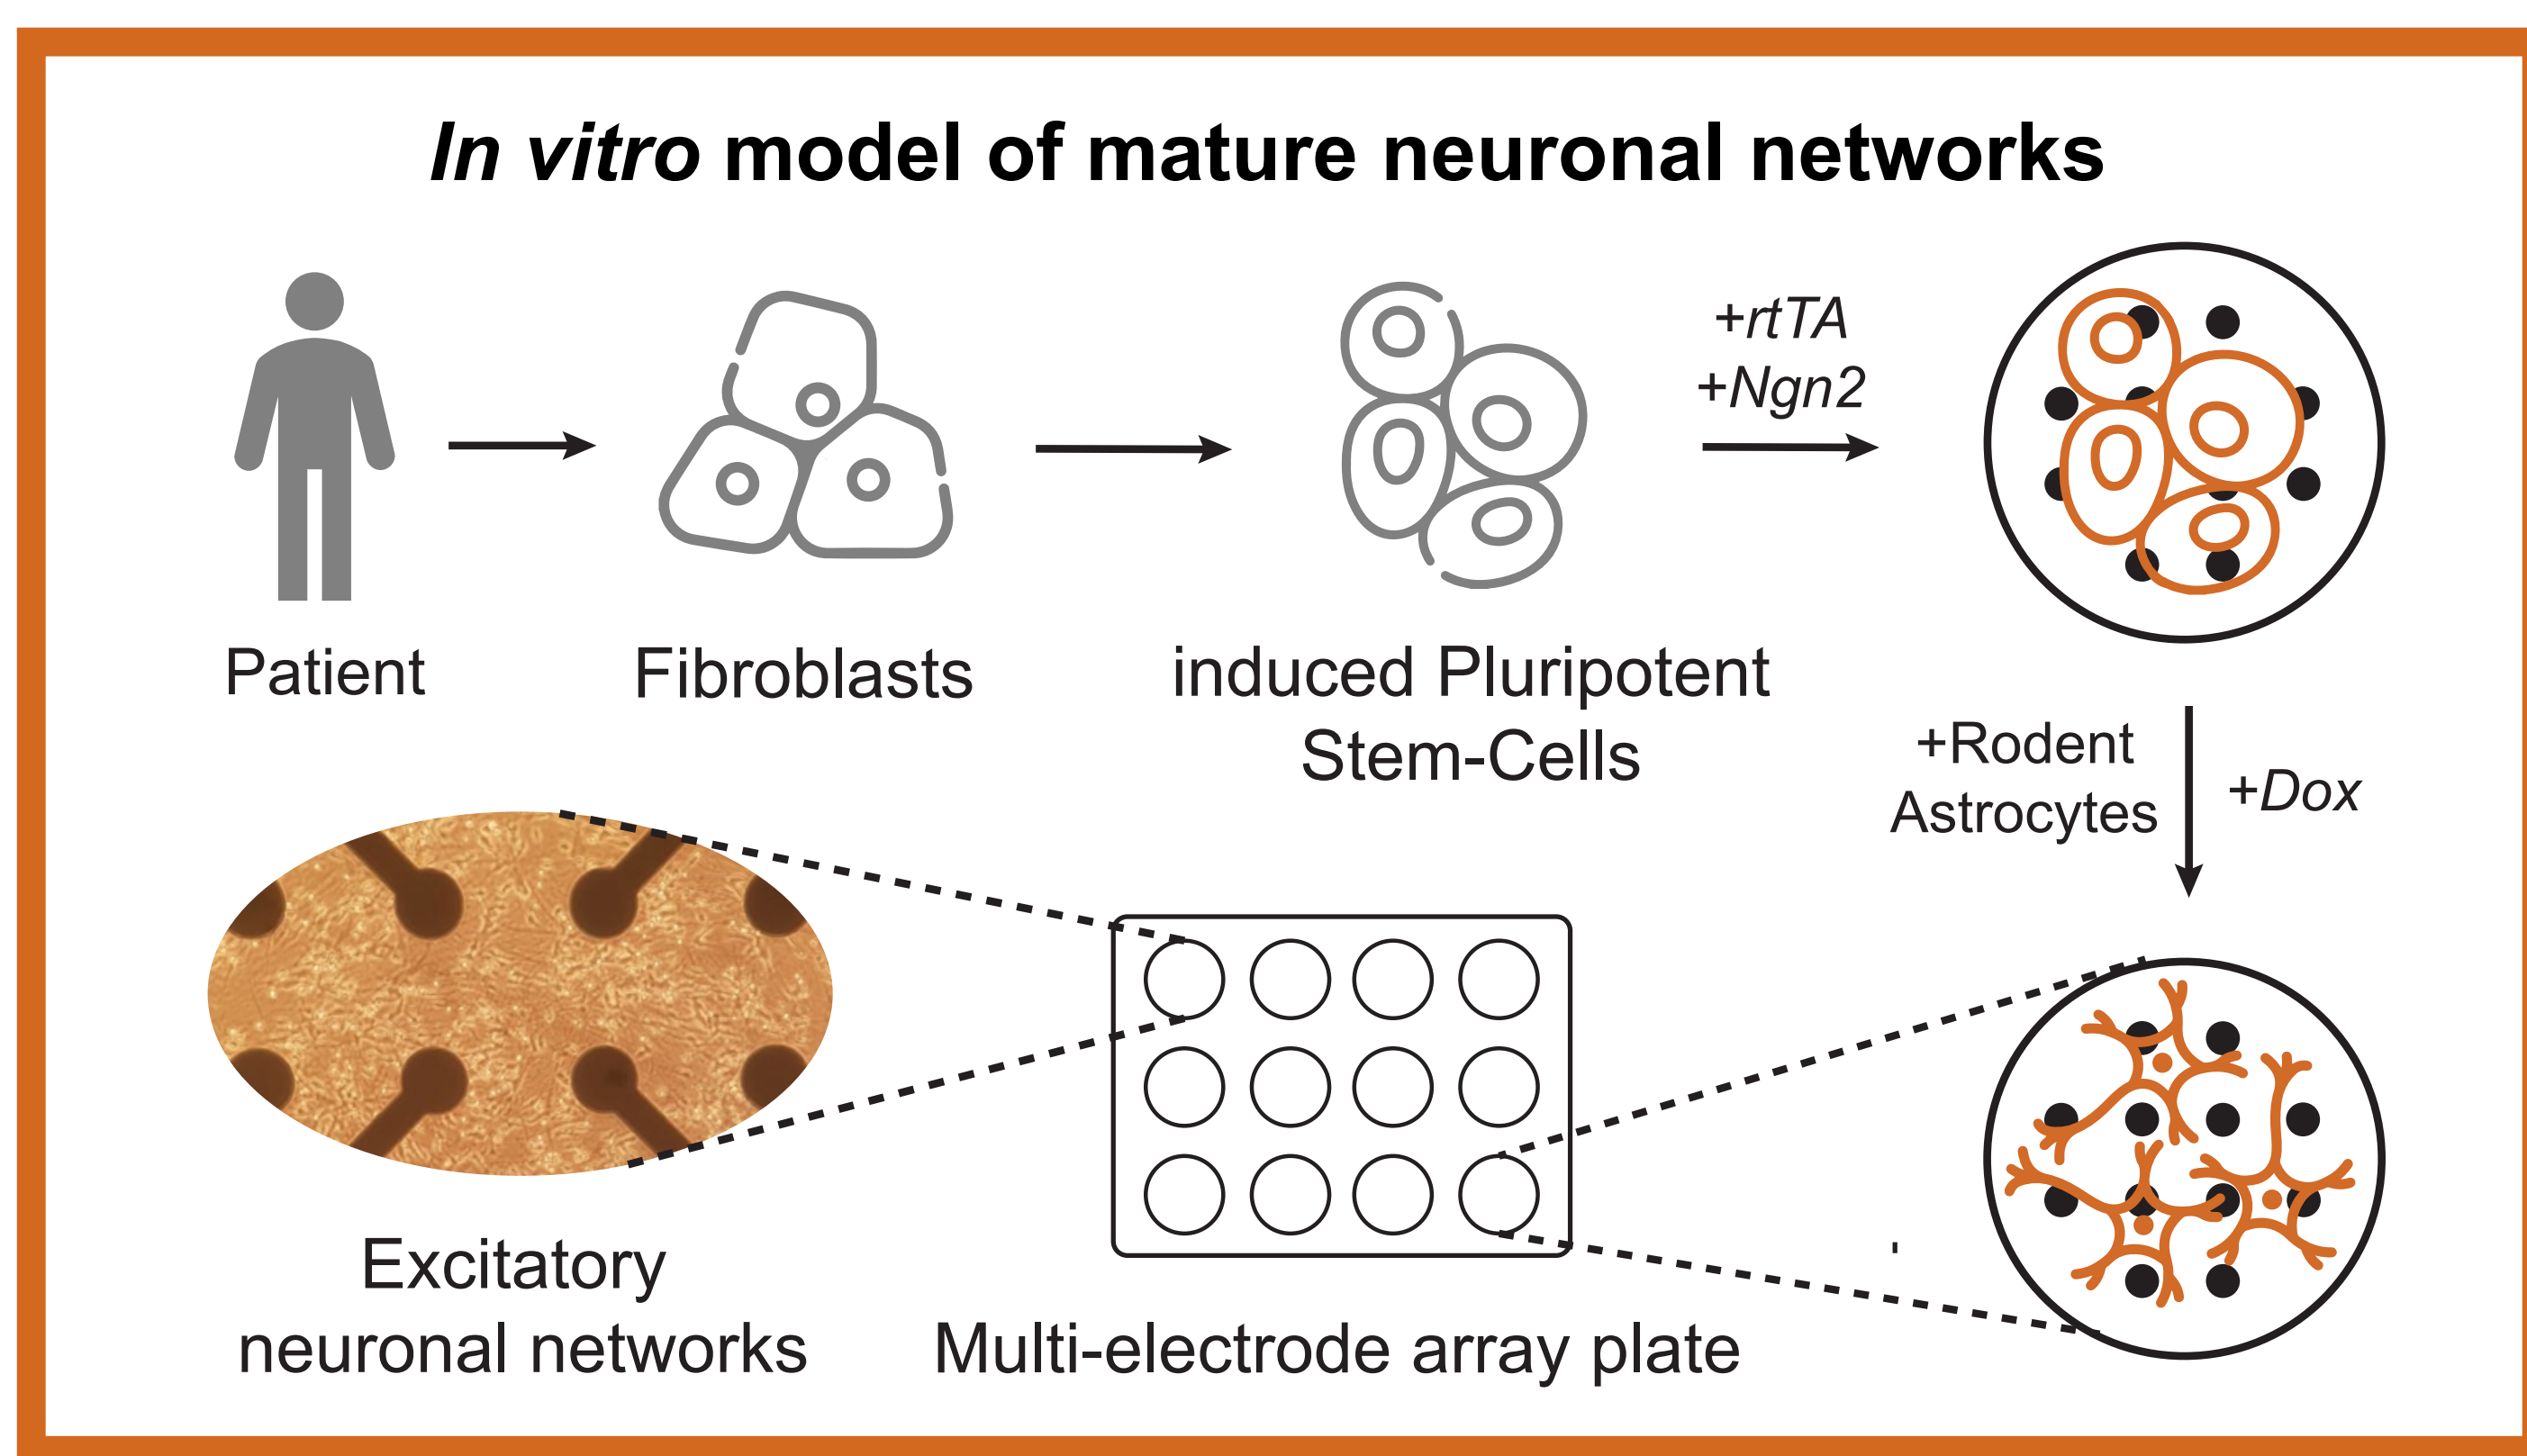 In vitro model of mature neuronal networks
Patient
Fibroblasts
induced Pluripotent
Stem-Cells
+rtTA
+Ngn2
+Rodent
Astrocytes
+Dox
Excitatory
neuronal networks
Multi-electrode array plate